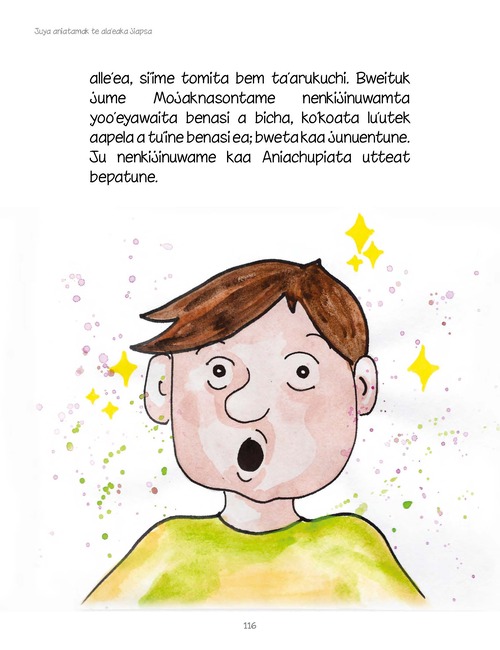 Juya aniatamak te ala'eaka jiapsa
alle'ea, si'ime tomita bem ta'arukuchi. Bweituk
jume Mojaknasontame nenkijinuwamta
yoo'eyawaita benasi a bicha, ko'koata lu'utek
aapela a tu'ine benasi ea; bweta kaa junuentune.
Ju nenkijinuwame kaa Aniachupiata utteat
bepatune.
116